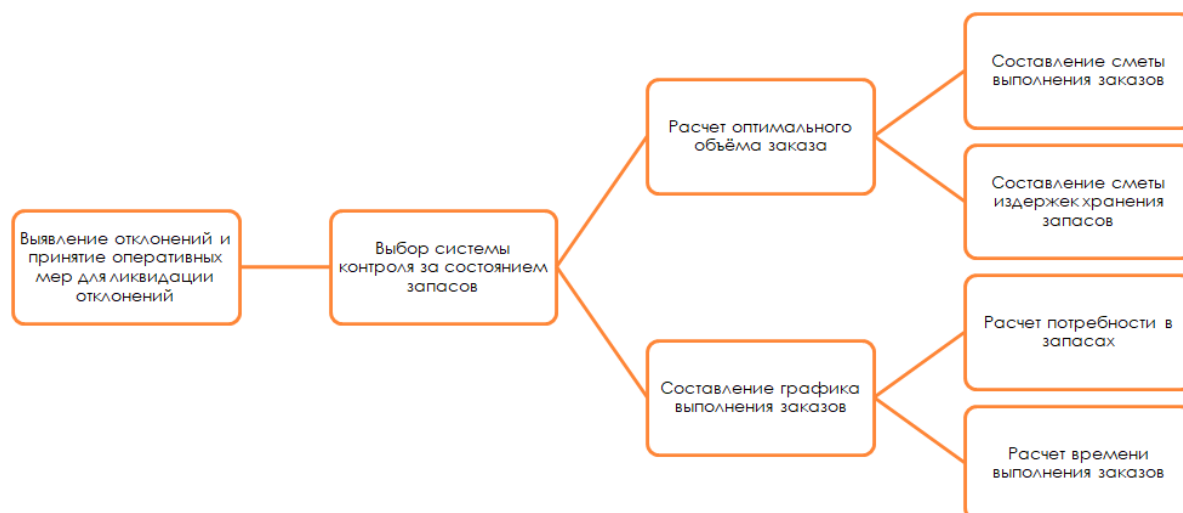 Выявление отклонений и
принятие оперативных
мер для ликвидации
отклонений
Выбор системы
контроля за состоянием
запасов
Расчет оптимального
объёма заказа
Составление графика
выполнения заказов
Составление сметы
выполнения заказов
Составление сметы
издержек хранения
запасов
Расчет потребности в
запасах
Расчет времени
выполнения заказов